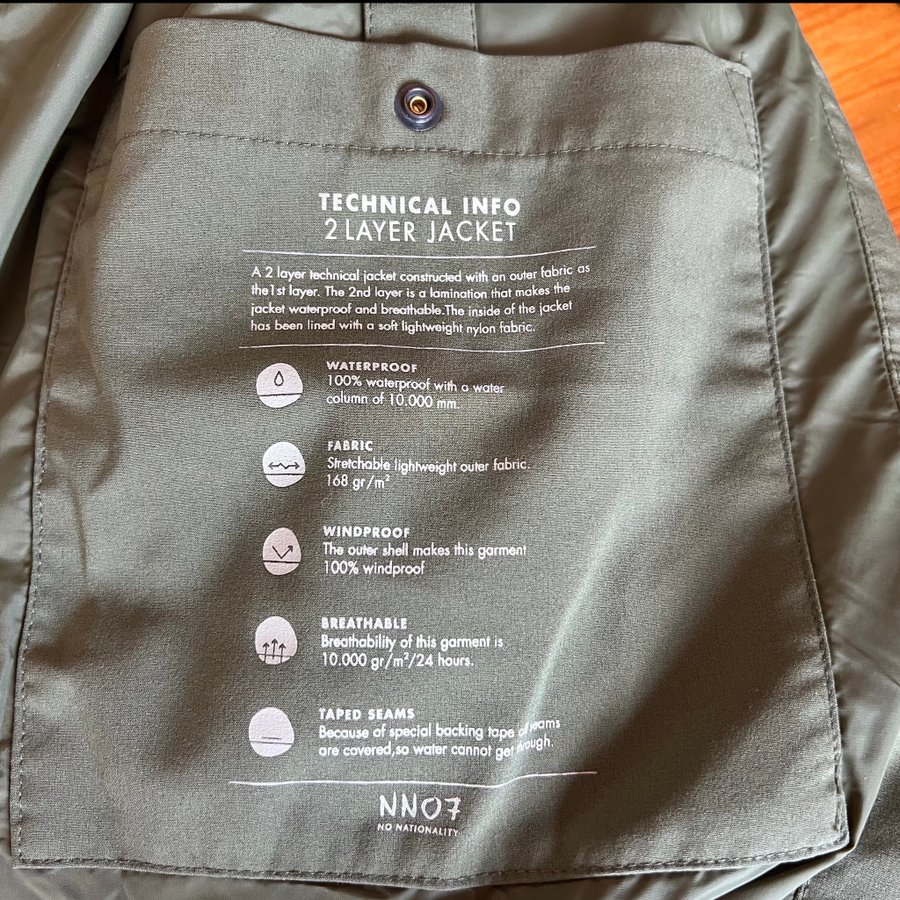 TECHNICAL INFO
2 LAYER JACKET
A 2 layer technical jacket constructed with an outer fabric as
the1st layer. The 2nd layer is a lamination that makes the
jacket waterproof and breathable.The inside of the jacket
has been lined with a soft lightweight nylon fabric.
WATERPROOF
100% waterproof with a water
column of 10.000 mm.
FABRIC
Stretchable lightweight outer fabric.
168 gr/m²
WINDPROOF
The outer shell makes this garment
100% windproof
BREATHABLE
Breathability of this garment is
10.000 gr/m²/24 hours.
TAPED SEAMS
Because of special backing tape
are covered,so water cannot get
NN07
NO NATIONALITY